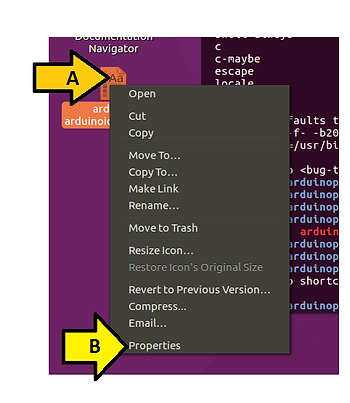 Documentation
Navigator
c
c-maybe
escape
locale
A
Aa
ard
arduinoid
Open
Cut
Copy
Move To...
Copy To...
Make Link
Rename...
Move to Trash
Resize Icon...
Restore Icon's Original Size
Revert to Previous Version...
Compress...
Email...
B
Properties
faults t
-f- -b20
=/usr/bi
o <bug-t
arduinop
arduinop
arduinop
arduinop
arduin
arduinop
arduinop
arduinop
o shortc
arduinop